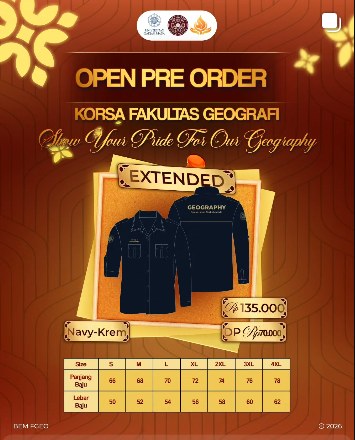 OPEN PRE ORDER
KORSA FAKULTAS GEOGRAFI
Show Your Pride For Our Geography
EXTENDED
GEOGRAPHY
Rp 135.000
Navy-Krem
DP Rp70.000
Size S M L XL 2XL 3XL 4XL
Panjang Baju 66 68 70 72 74 76 78
Lebar Baju 50 52 54 56 58 60 62
BEM FGEO
© 2026